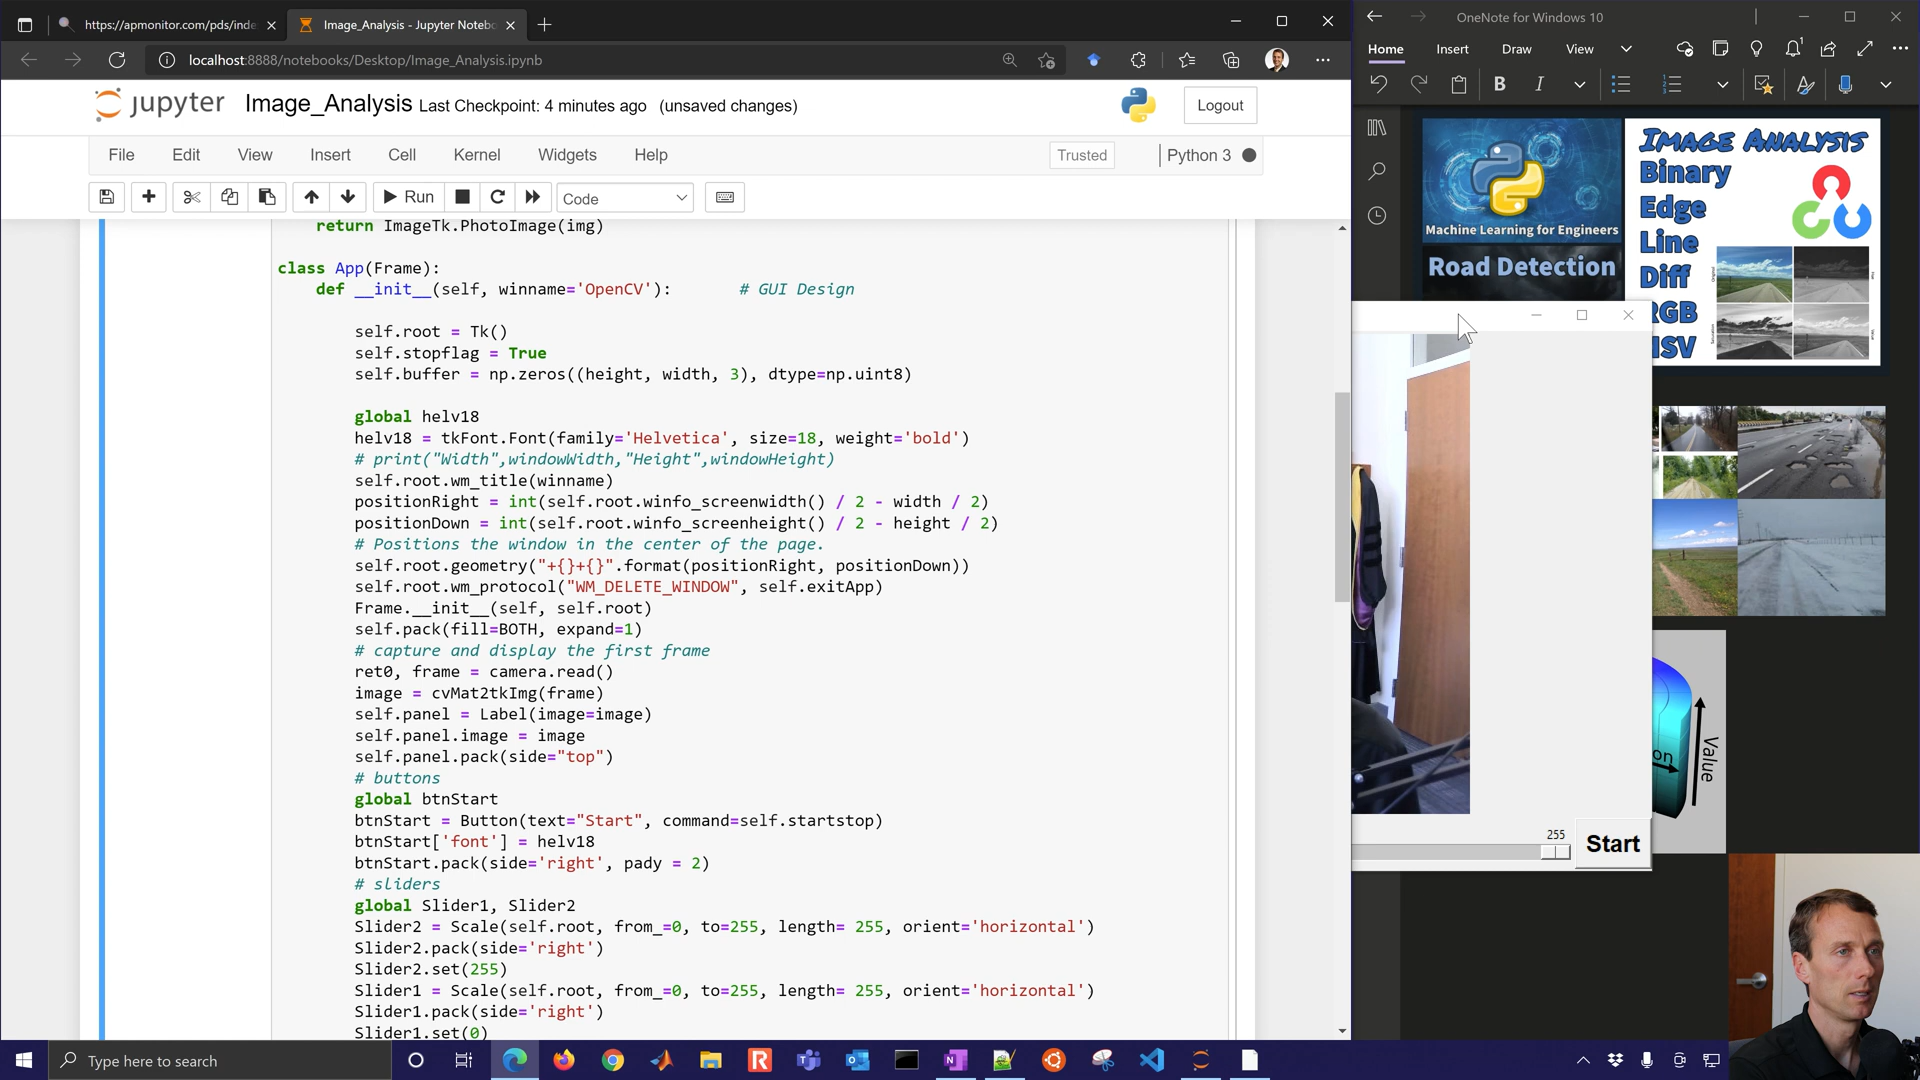 https://apmonitor.com/pds/inde
Image_Analysis - Jupyter Notebo
localhost:8888/notebooks/Desktop/Image_Analysis.ipynb
jupyter Image_Analysis Last Checkpoint: 4 minutes ago (unsaved changes)
Logout
File Edit View Insert Cell Kernel Widgets Help
Trusted
Python 3
Run
Code
return ImageTk.PhotoImage(img)
class App(Frame):
def __init__(self, winname='OpenCV'): # GUI Design
self.root = Tk()
self.stopflag = True
self.buffer = np.zeros((height, width, 3), dtype=np.uint8)
global helv18
helv18 = tkFont.Font(family='Helvetica', size=18, weight='bold')
# print("Width",windowWidth,"Height",windowHeight)
self.root.wm_title(winname)
positionRight = int(self.root.winfo_screenwidth() / 2 - width / 2)
positionDown = int(self.root.winfo_screenheight() / 2 - height / 2)
# Positions the window in the center of the page.
self.root.geometry("+{}+{}".format(positionRight, positionDown))
self.root.wm_protocol("WM_DELETE_WINDOW", self.exitApp)
Frame.__init__(self, self.root)
self.pack(fill=BOTH, expand=1)
# capture and display the first frame
ret0, frame = camera.read()
image = cvMat2tkImg(frame)
self.panel = Label(image=image)
self.panel.image = image
self.panel.pack(side="top")
# buttons
global btnStart
btnStart = Button(text="Start", command=self.startstop)
btnStart['font'] = helv18
btnStart.pack(side='right', pady = 2)
# sliders
global Slider1, Slider2
Slider2 = Scale(self.root, from_=0, to=255, length= 255, orient='horizontal')
Slider2.pack(side='right')
Slider2.set(255)
Slider1 = Scale(self.root, from_=0, to=255, length= 255, orient='horizontal')
Slider1.pack(side='right')
Slider1.set(0)
OneNote for Windows 10
Home Insert Draw View
B I
Machine Learning for Engineers
Road Detection
IMAGE ANALYSIS
Binary
Edge
Line
Diff
RGB
HSV
on
Value
255
Start
Type here to search